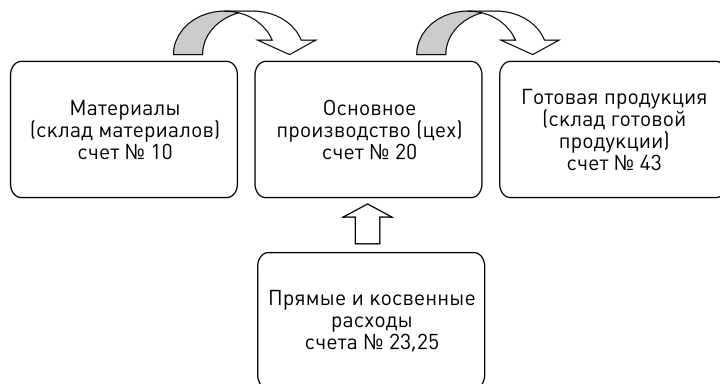 Материалы
(склад материалов)
счет № 10
Основное
производство (цех)
счет № 20
Готовая продукция
(склад готовой
продукции)
счет № 43
Прямые и косвенные
расходы
счета № 23,25